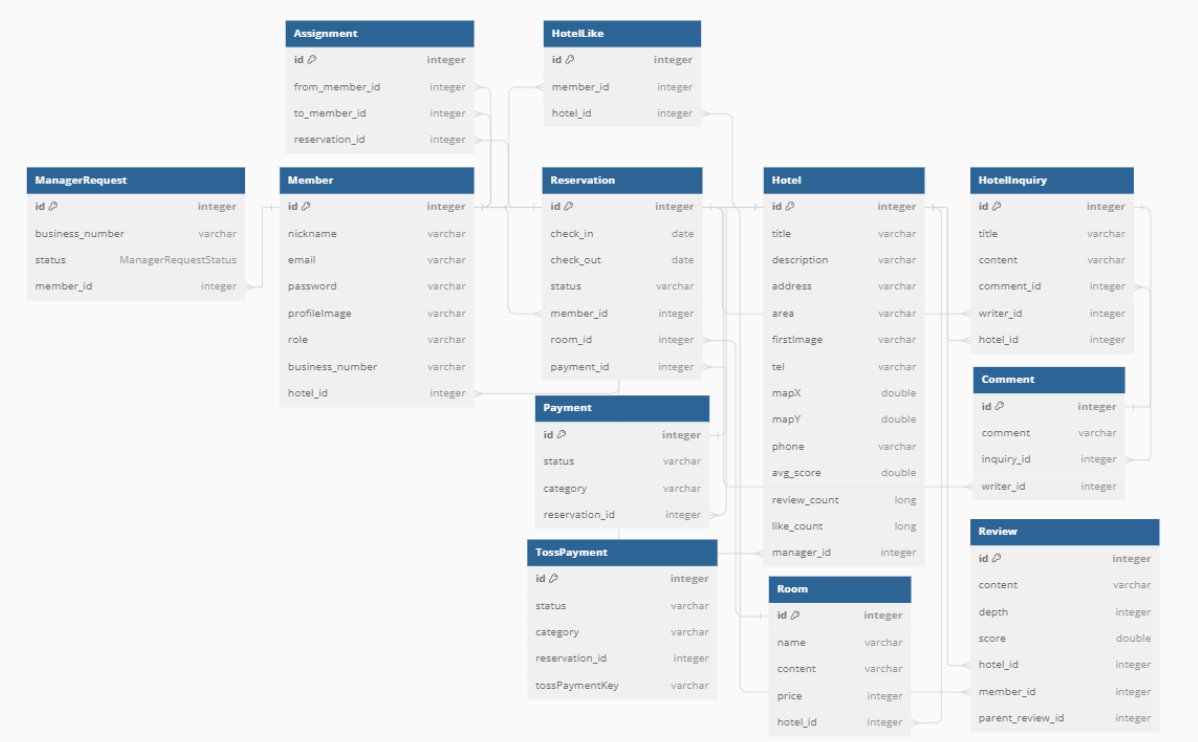 Assignment
id integer
from_member_id integer
to_member_id integer
reservation_id integer
HotelLike
id integer
member_id integer
hotel_id integer
ManagerRequest
id integer
business_number varchar
status ManagerRequestStatus
member_id integer
Member
id integer
nickname varchar
email varchar
password varchar
profileImage varchar
role varchar
business_number varchar
hotel_id integer
Reservation
id integer
check_in date
check_out date
status varchar
member_id integer
room_id integer
payment_id integer
Payment
id integer
status varchar
category varchar
reservation_id integer
TossPayment
id integer
status varchar
category varchar
reservation_id integer
tossPaymentKey varchar
Hotel
id integer
title varchar
description varchar
address varchar
area varchar
firstImage varchar
tel varchar
mapX double
mapY double
phone varchar
avg_score double
review_count long
like_count long
manager_id integer
Room
id integer
name varchar
content varchar
price integer
hotel_id integer
HotelInquiry
id integer
title varchar
content varchar
comment_id integer
writer_id integer
hotel_id integer
Comment
id integer
comment varchar
inquiry_id integer
writer_id integer
Review
id integer
content varchar
depth integer
score double
hotel_id integer
member_id integer
parent_review_id integer